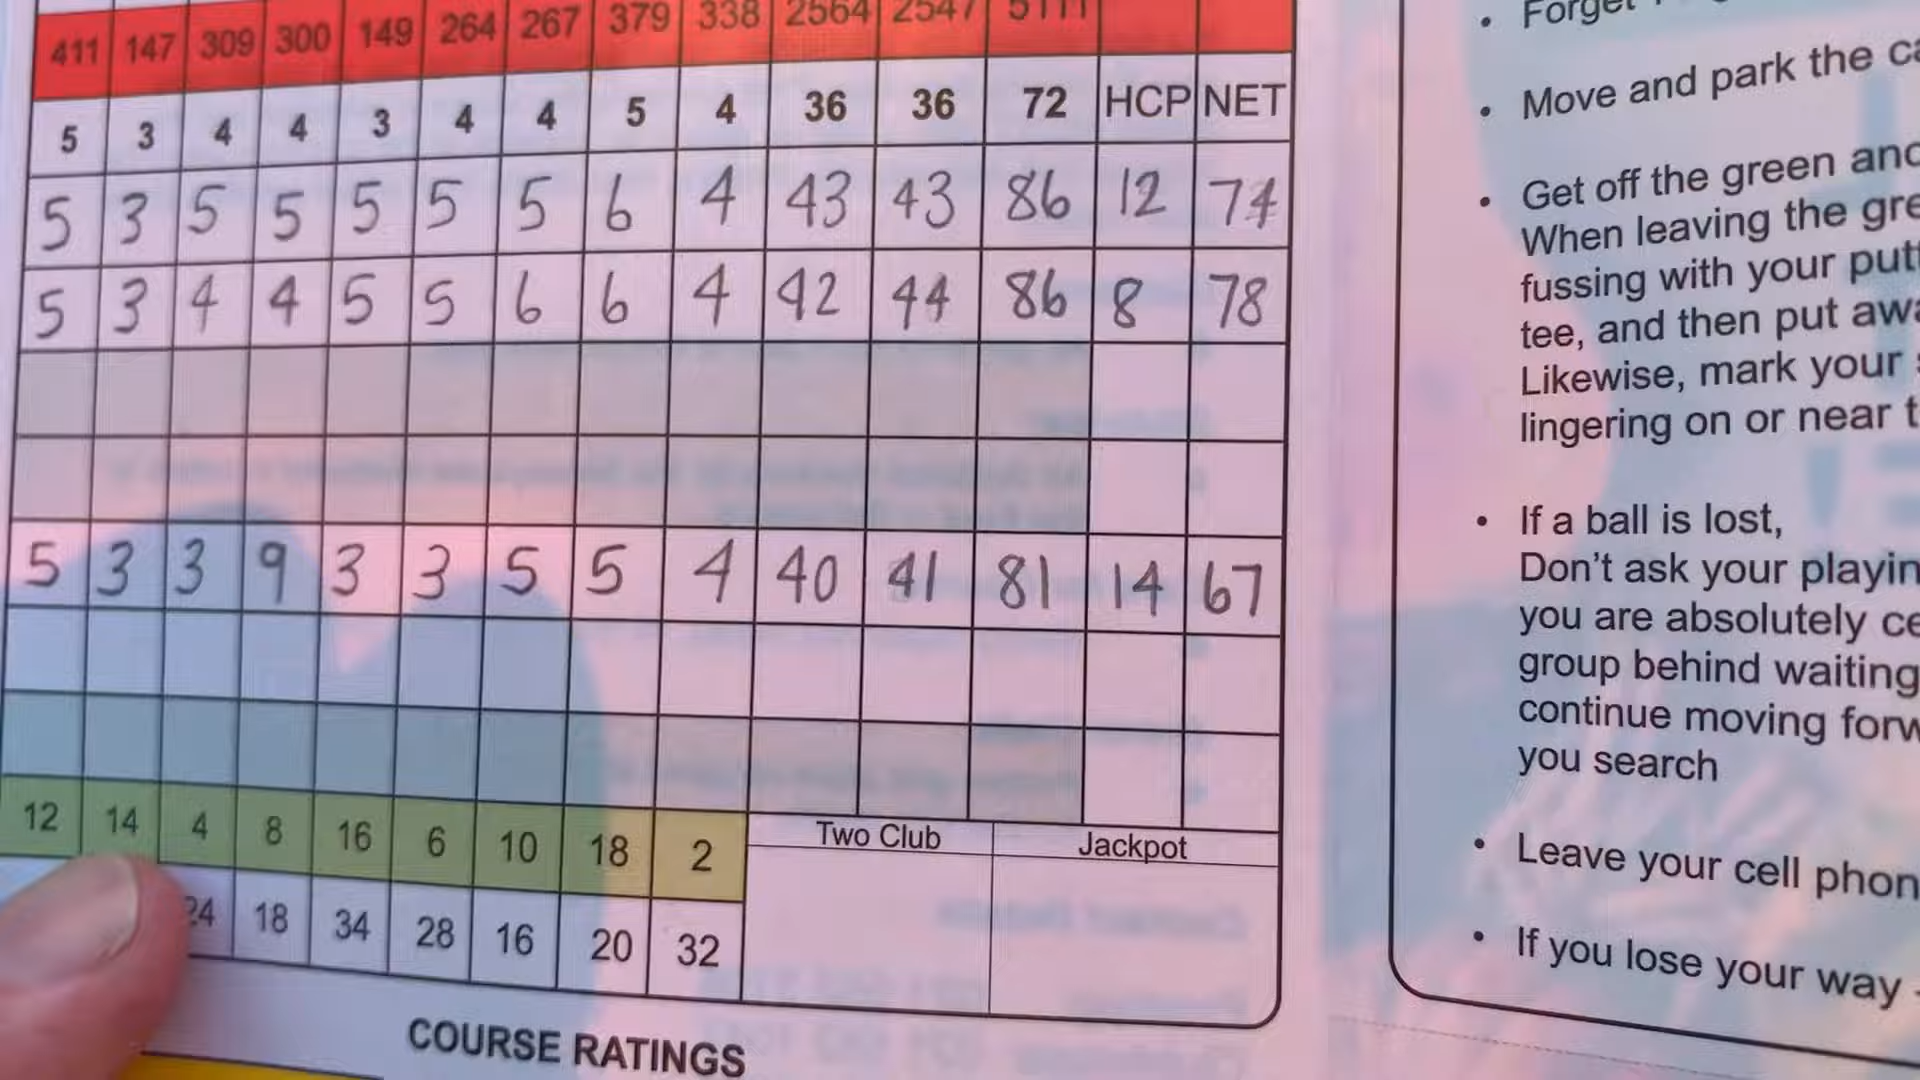 411 147 309 300 149 264 267 379 338 2564 2547 5111
5 3 4 4 3 4 4 5 4 36 36 72 HCP NET
5 3 5 5 5 5 5 6 4 43 43 86 12 74
5 3 4 4 5 5 6 6 4 42 44 86 8 78
5 3 3 9 3 3 5 5 4 40 41 81 14 67
12 14 4 8 16 6 10 18 2 Two Club Jackpot
24 18 34 28 16 20 32
COURSE RATINGS
• Forget
• Move and park the
• Get off the green
When leaving the
fussing with your
tee, and then put
Likewise, mark your
lingering on or near
• If a ball is lost,
Don't ask your
you are absolutely
group behind waiting
continue moving
you search
• Leave your cell
• If you lose your way